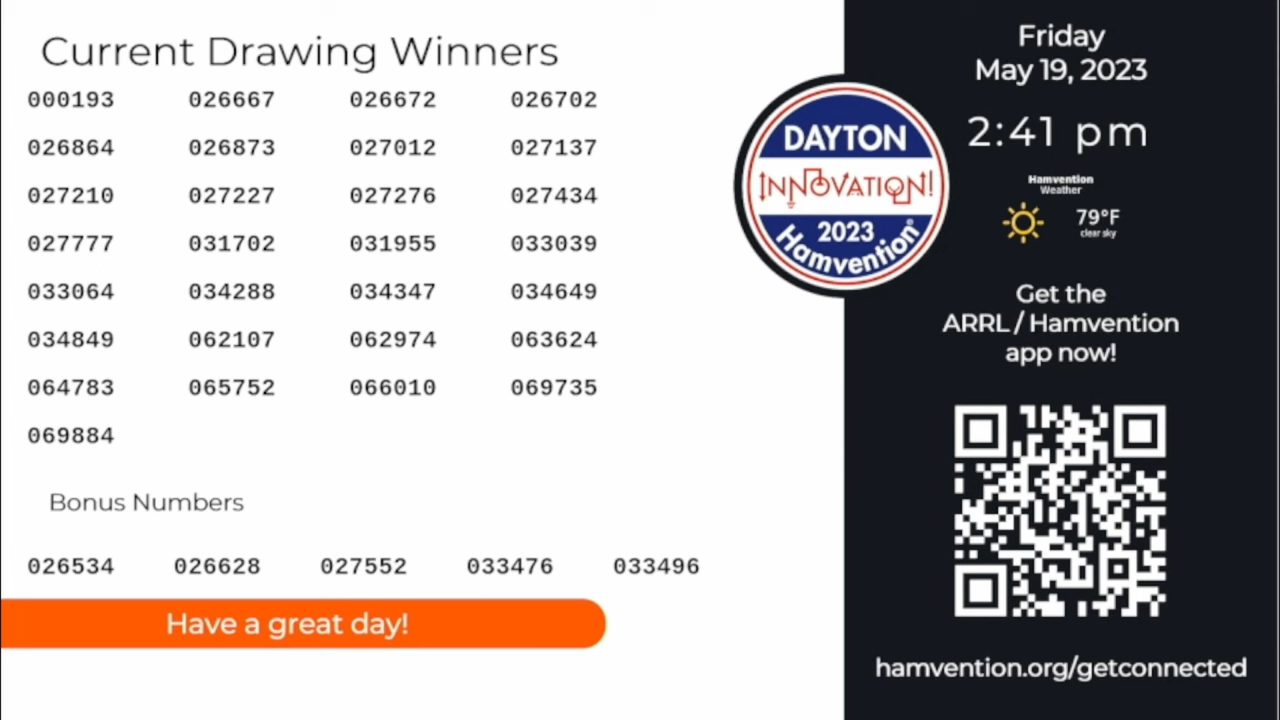 Current Drawing Winners
000193 026667 026672 026702
026864 026873 027012 027137
027210 027227 027276 027434
027777 031702 031955 033039
033064 034288 034347 034649
034849 062107 062974 063624
064783 065752 066010 069735
069884
Bonus Numbers
026534 026628 027552 033476 033496
Have a great day!
DAYTON
INNOVATION!
2023
Hamvention®
Friday
May 19, 2023
2:41 pm
Hamvention
Weather
79°F
clear sky
Get the
ARRL / Hamvention
app now!
hamvention.org/getconnected